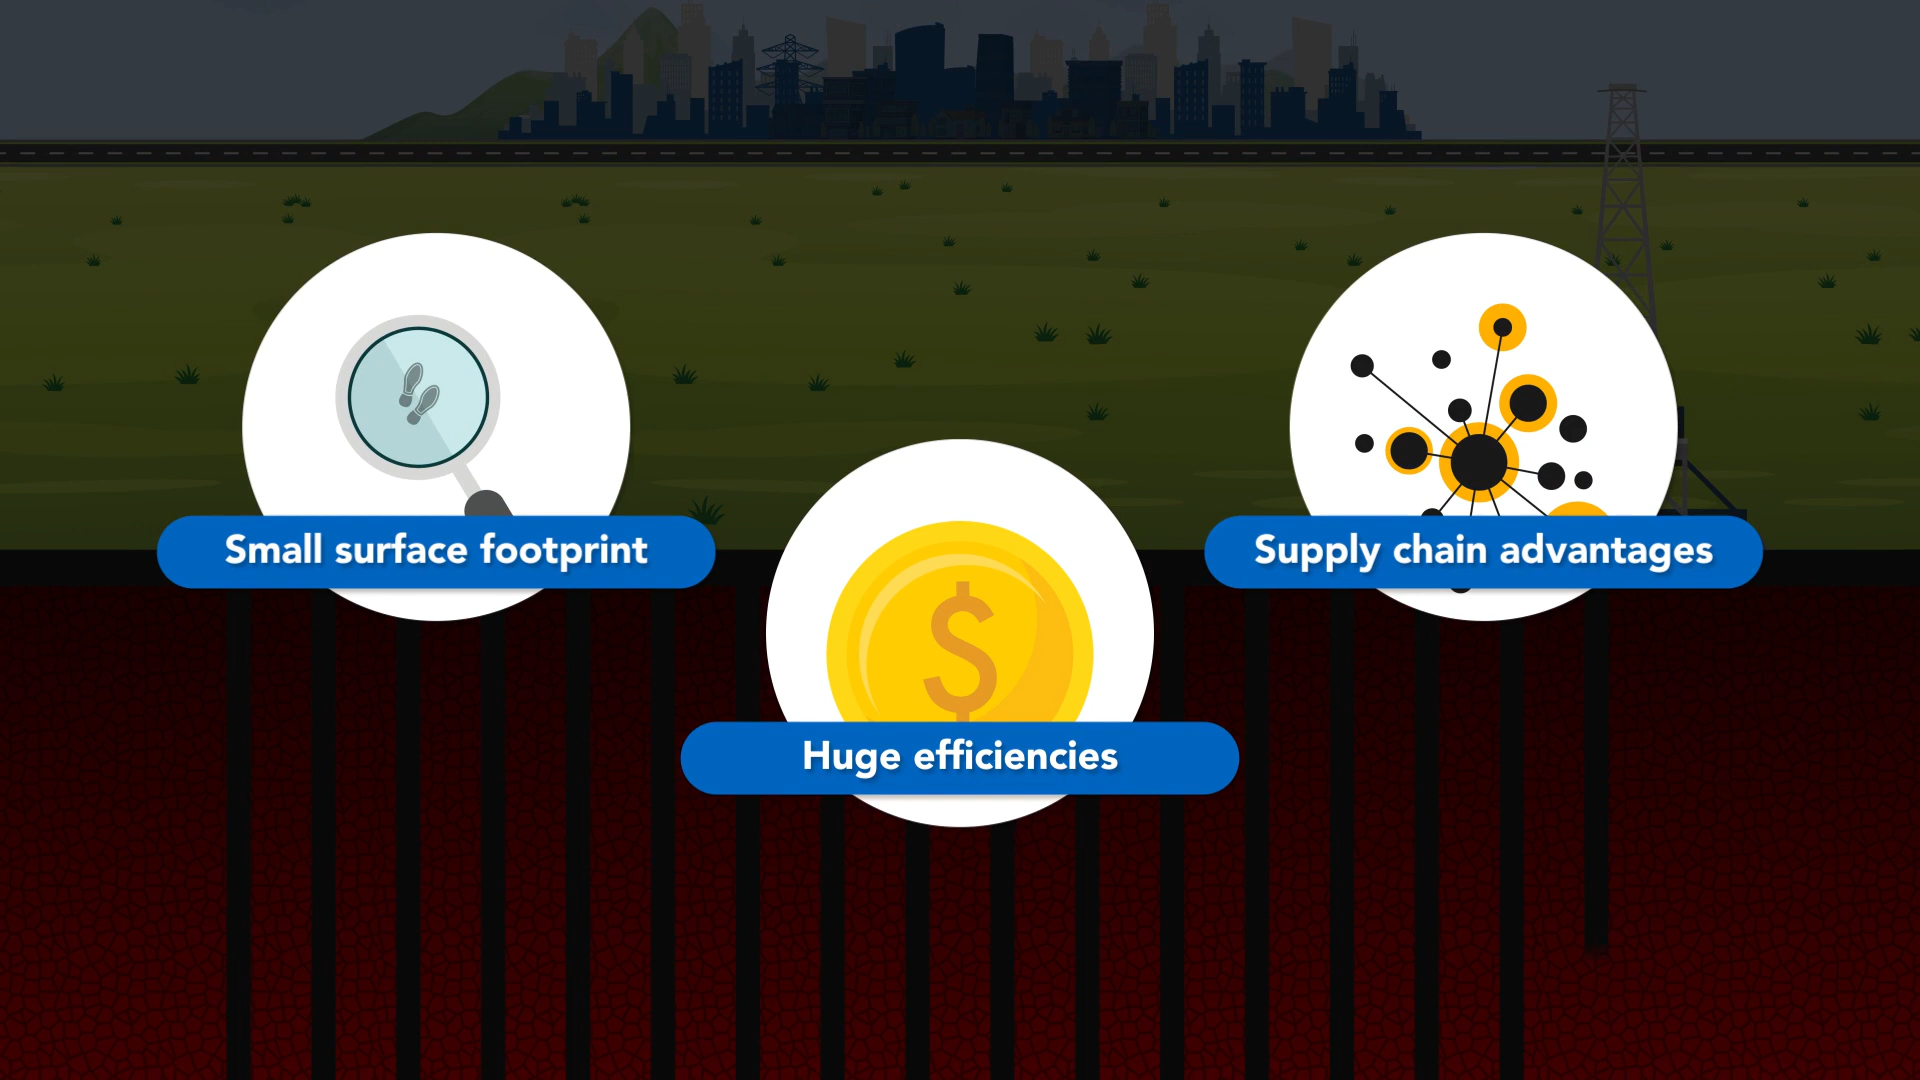 Small surface footprint
Supply chain advantages
$
Huge efficiencies